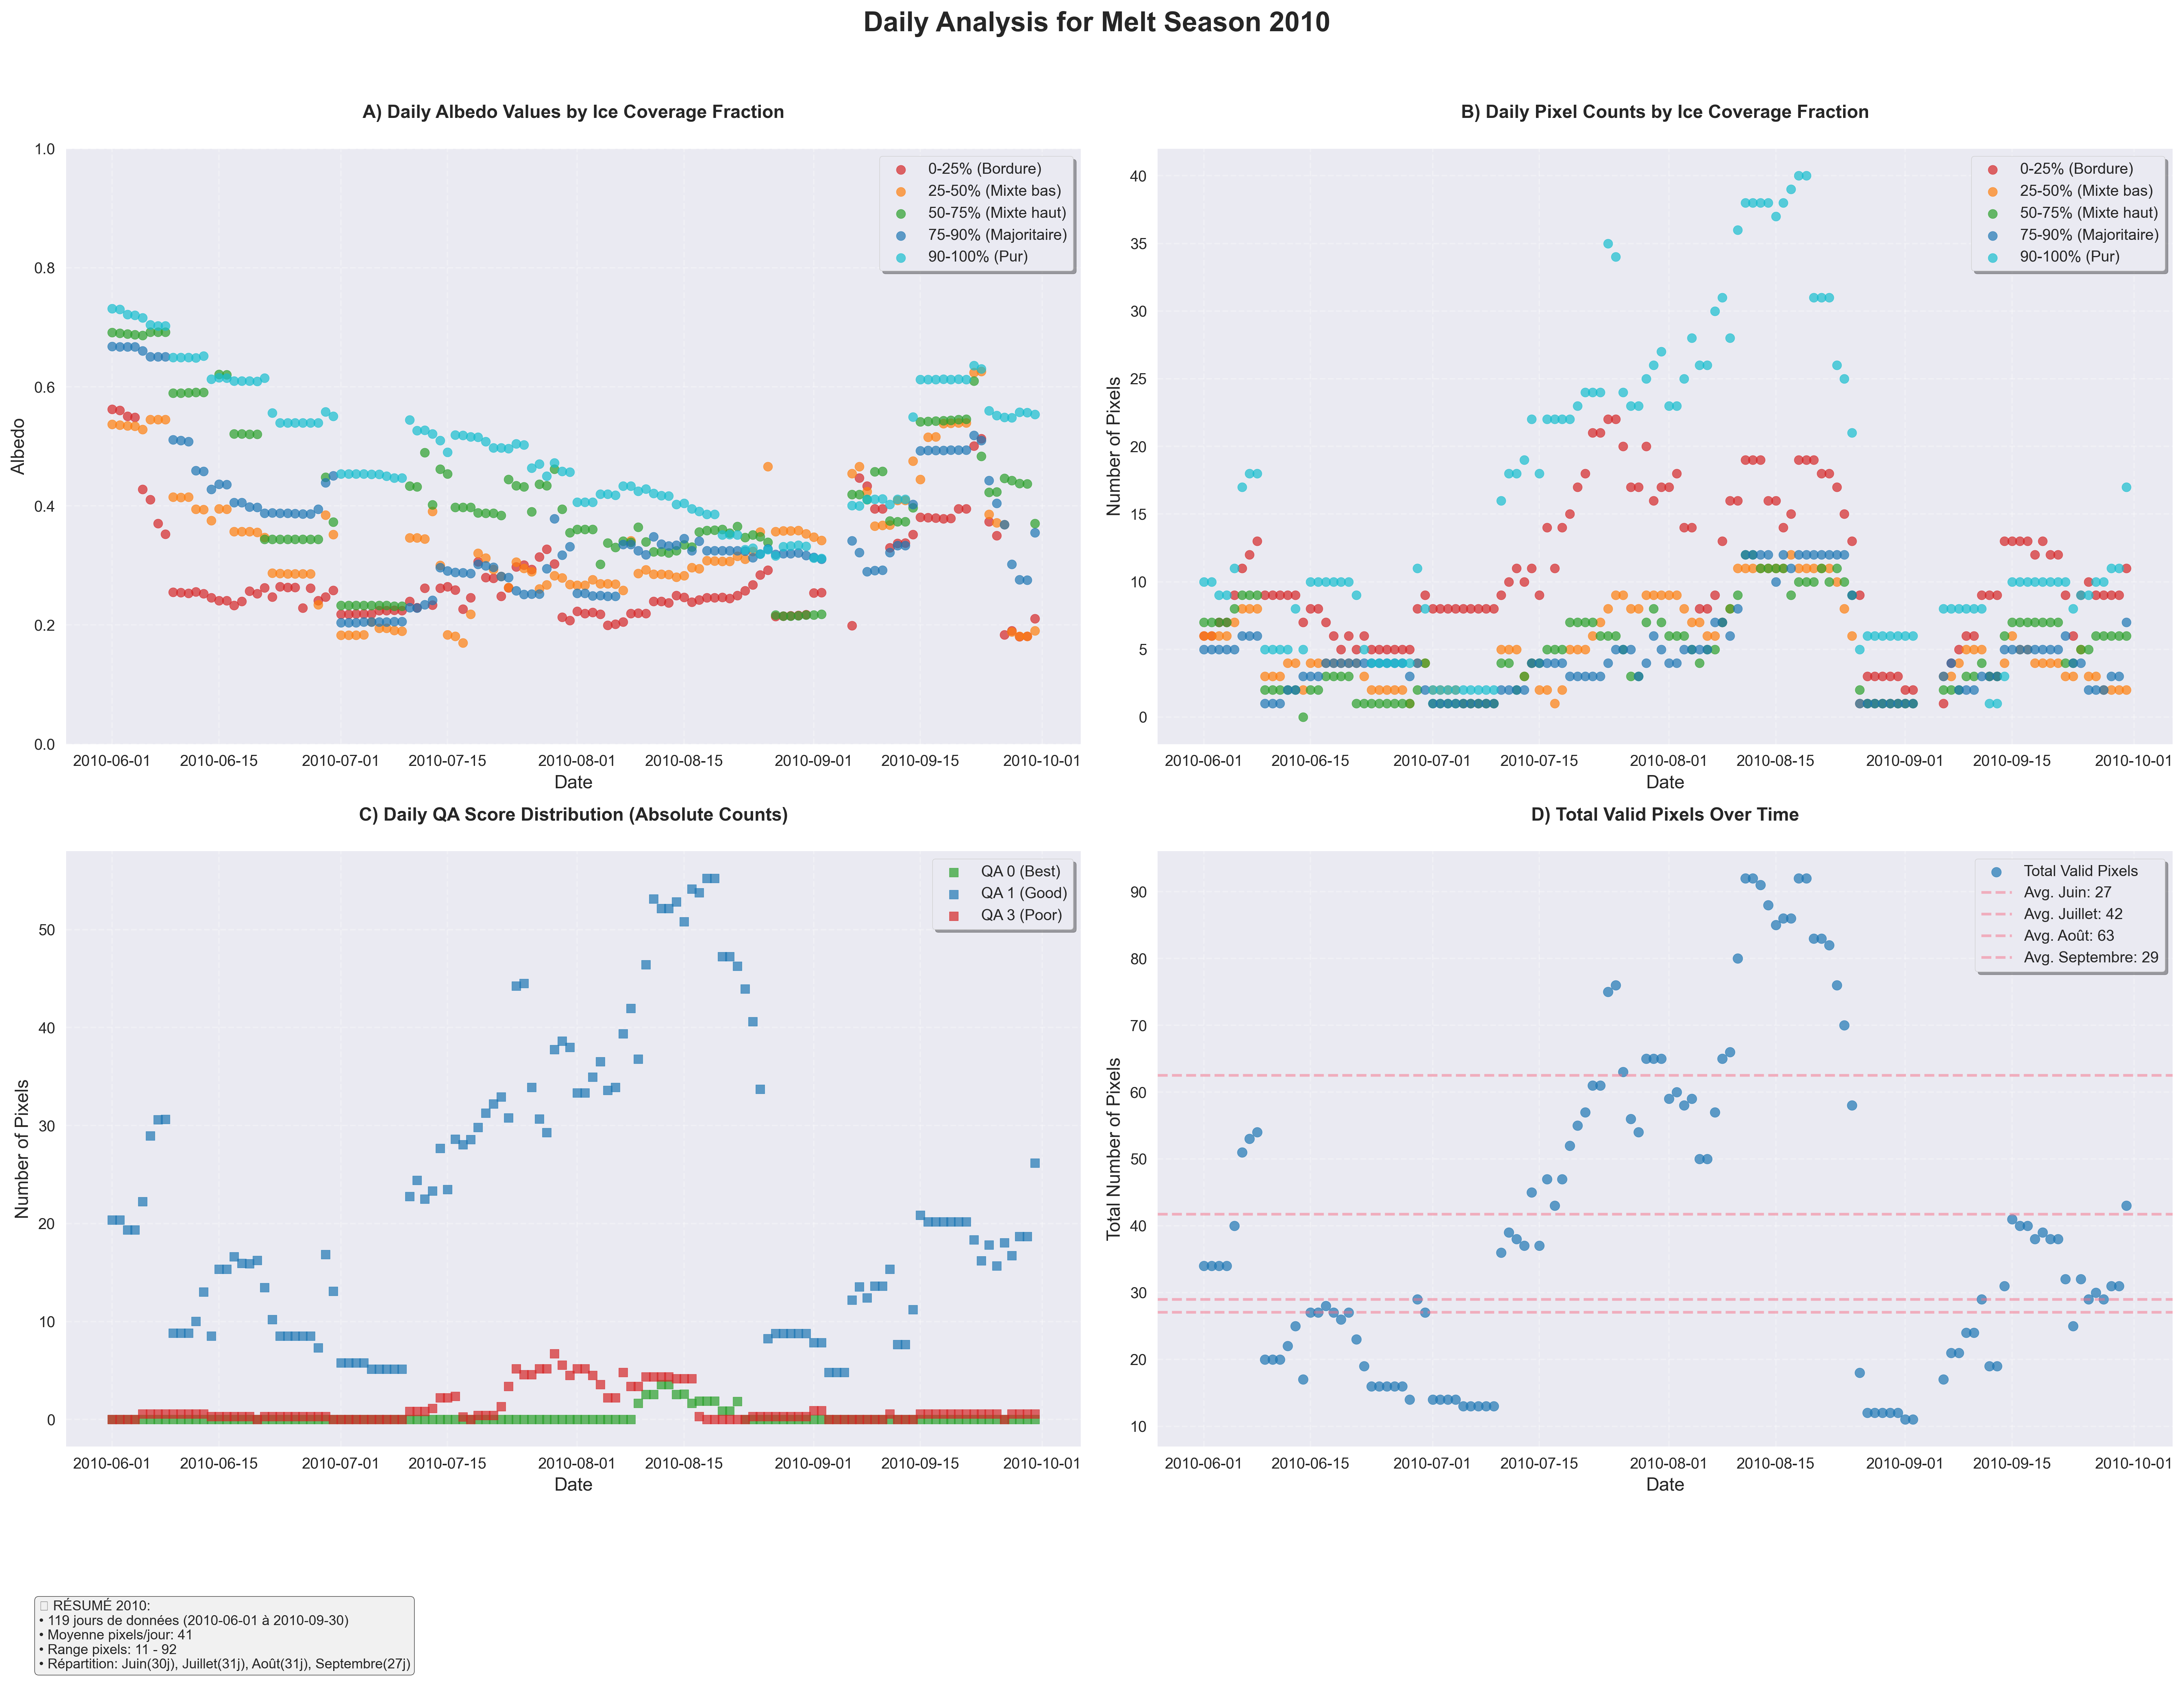 Daily Analysis for Melt Season 2010
A) Daily Albedo Values by Ice Coverage Fraction
Albedo
1.0
0.8
0.6
0.4
0.2
0.0
0-25% (Bordure)
25-50% (Mixte bas)
50-75% (Mixte haut)
75-90% (Majoritaire)
90-100% (Pur)
2010-06-01 2010-06-15 2010-07-01 2010-07-15 2010-08-01 2010-08-15 2010-09-01 2010-09-15 2010-10-01
Date
B) Daily Pixel Counts by Ice Coverage Fraction
Number of Pixels
40
35
30
25
20
15
10
5
0
0-25% (Bordure)
25-50% (Mixte bas)
50-75% (Mixte haut)
75-90% (Majoritaire)
90-100% (Pur)
2010-06-01 2010-06-15 2010-07-01 2010-07-15 2010-08-01 2010-08-15 2010-09-01 2010-09-15 2010-10-01
Date
C) Daily QA Score Distribution (Absolute Counts)
Number of Pixels
50
40
30
20
10
0
QA 0 (Best)
QA 1 (Good)
QA 3 (Poor)
2010-06-01 2010-06-15 2010-07-01 2010-07-15 2010-08-01 2010-08-15 2010-09-01 2010-09-15 2010-10-01
Date
D) Total Valid Pixels Over Time
Total Number of Pixels
90
80
70
60
50
40
30
20
10
Total Valid Pixels
Avg. Juin: 27
Avg. Juillet: 42
Avg. Août: 63
Avg. Septembre: 29
2010-06-01 2010-06-15 2010-07-01 2010-07-15 2010-08-01 2010-08-15 2010-09-01 2010-09-15 2010-10-01
Date
RÉSUMÉ 2010:
• 119 jours de données (2010-06-01 à 2010-09-30)
• Moyenne pixels/jour: 41
• Range pixels: 11 - 92
• Répartition: Juin(30j), Juillet(31j), Août(31j), Septembre(27j)